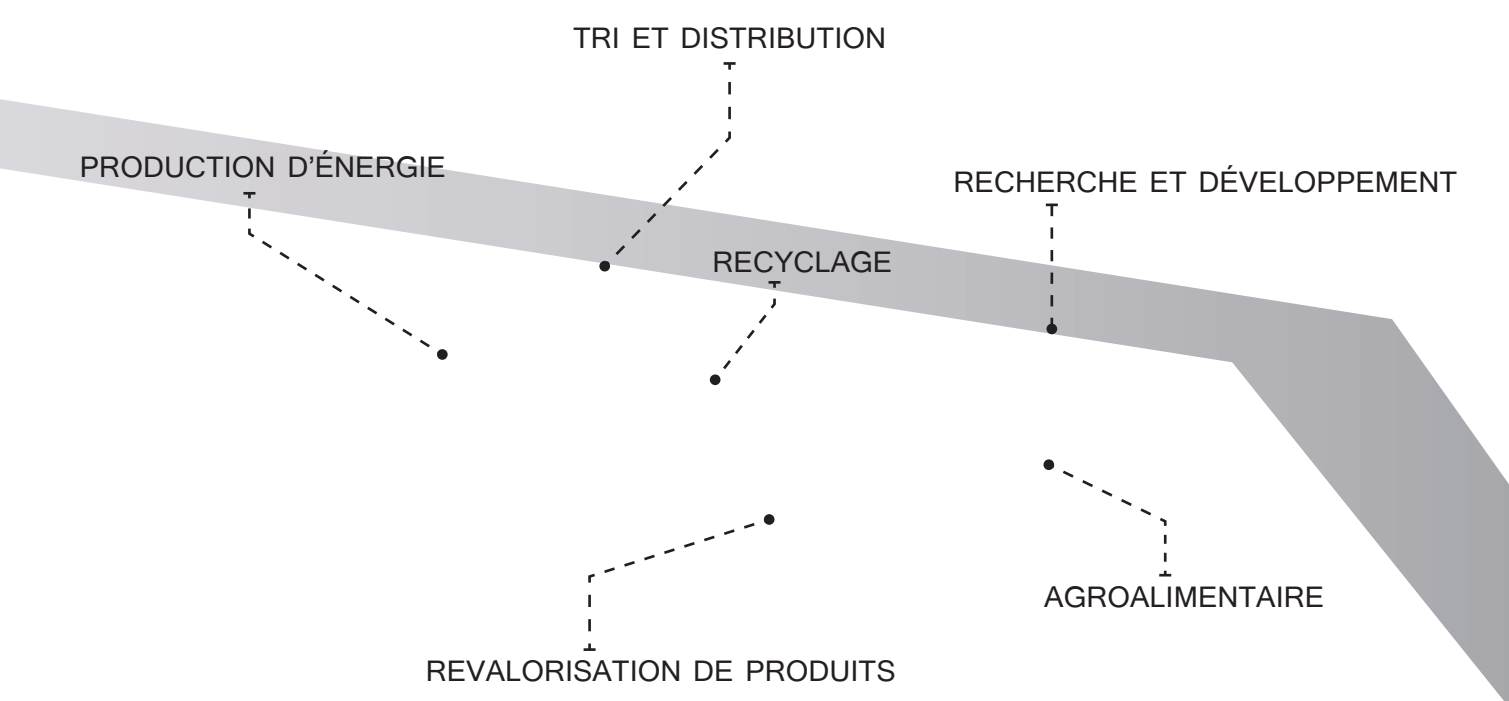 TRI ET DISTRIBUTION
PRODUCTION D’ÉNERGIE
RECHERCHE ET DÉVELOPPEMENT
RECYCLAGE
AGROALIMENTAIRE
REVALORISATION DE PRODUITS